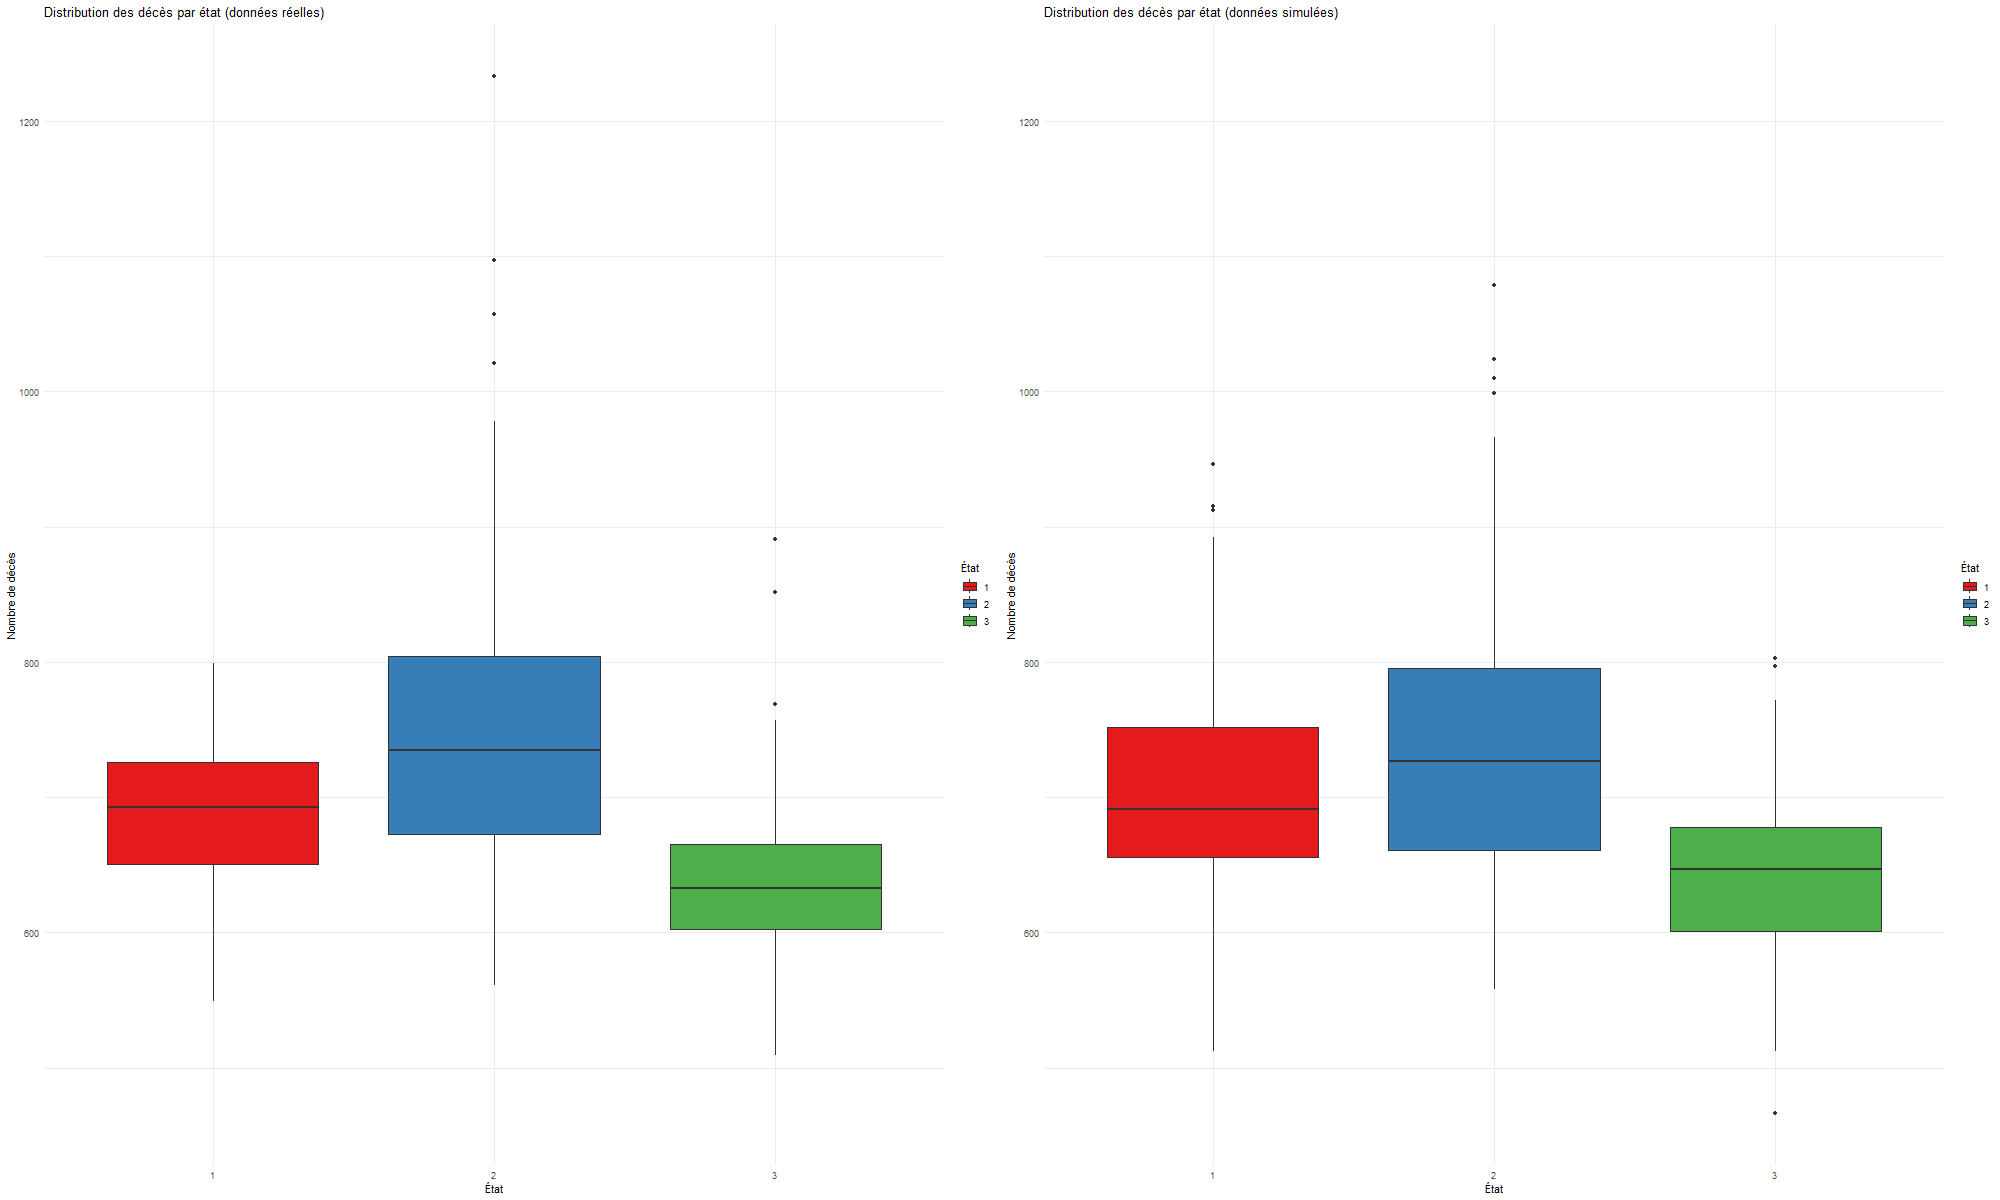 Distribution des décès par état (données réelles)
Nombre de décès
1200
1000
800
600
1
2
3
État
État
1
2
3
Distribution des décès par état (données simulées)
Nombre de décès
1200
1000
800
600
1
2
3
État
État
1
2
3